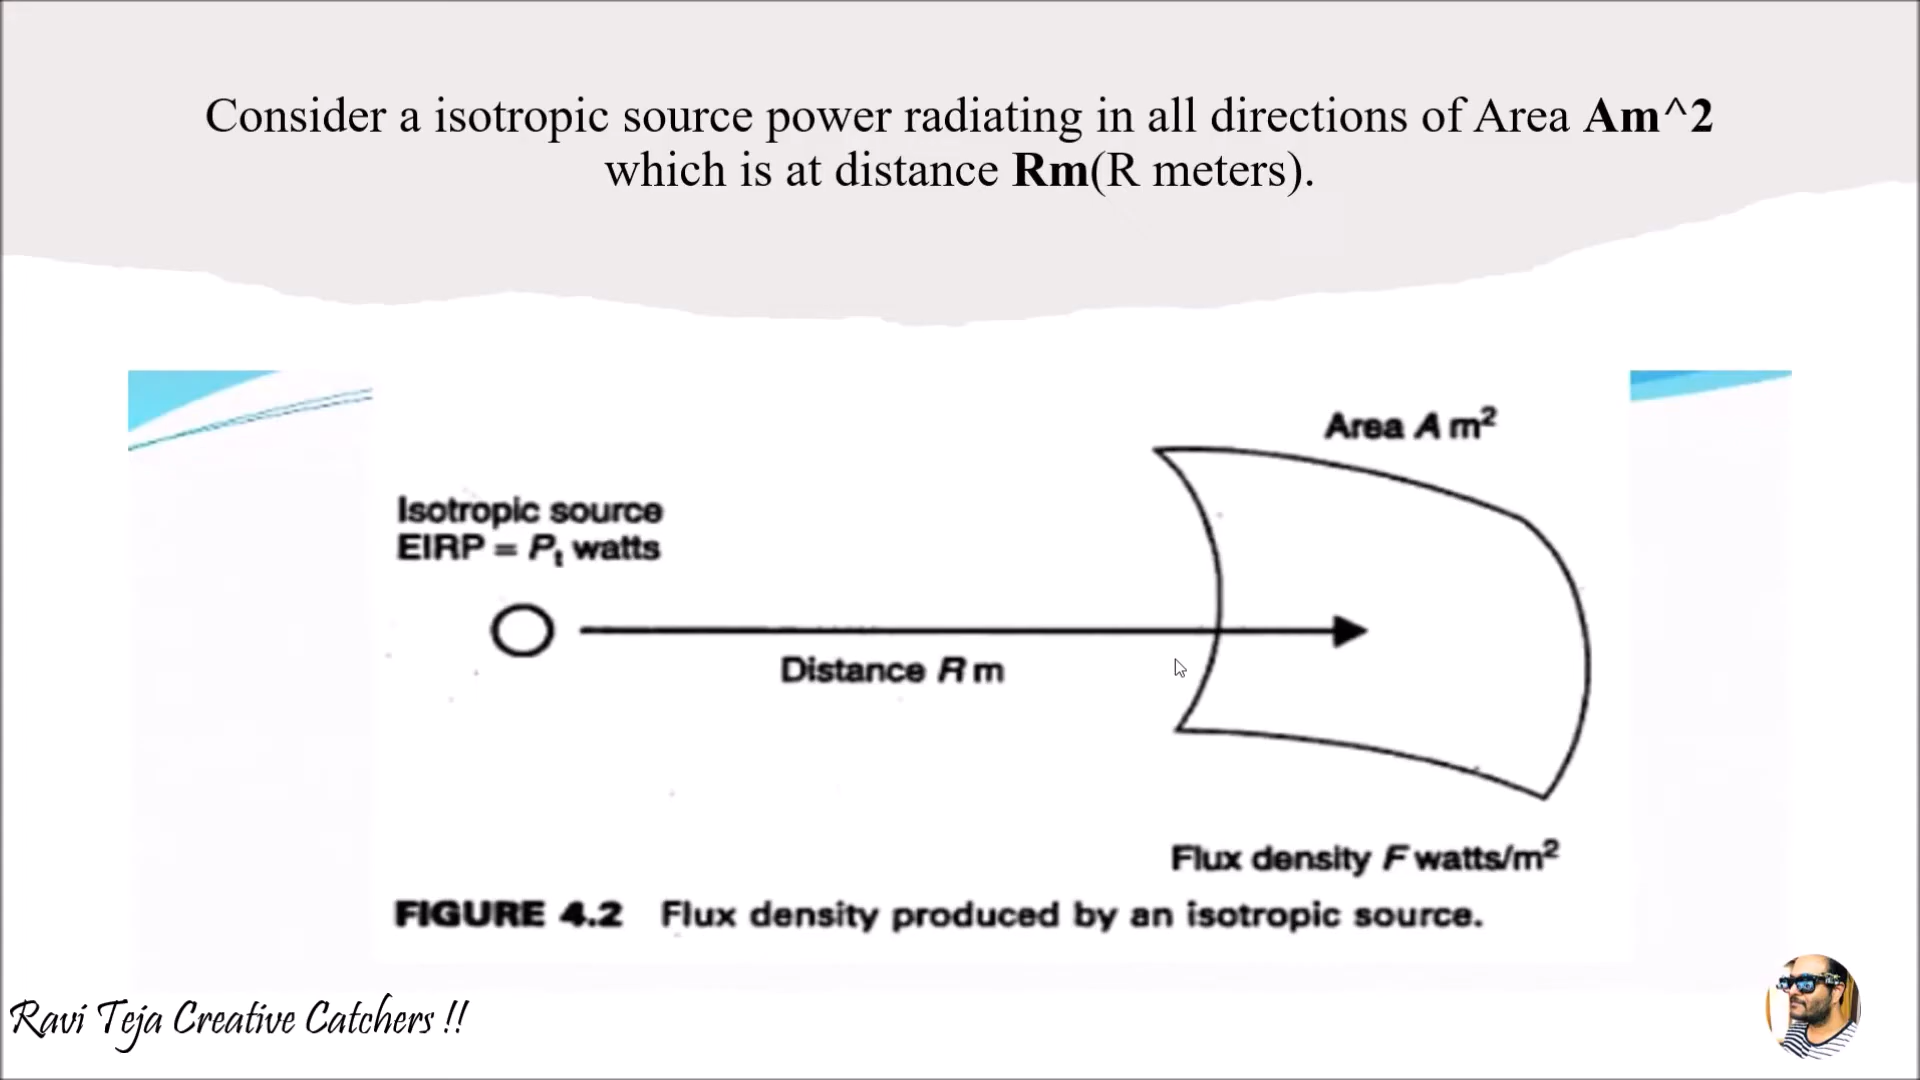 Consider a isotropic source power radiating in all directions of Area Am^2
which is at distance Rm(R meters).
Area A m²
Isotropic source
EIRP = Pₜ watts
Distance R m
Flux density F watts/m²
FIGURE 4.2 Flux density produced by an isotropic source.
Ravi Teja Creative Catchers !!